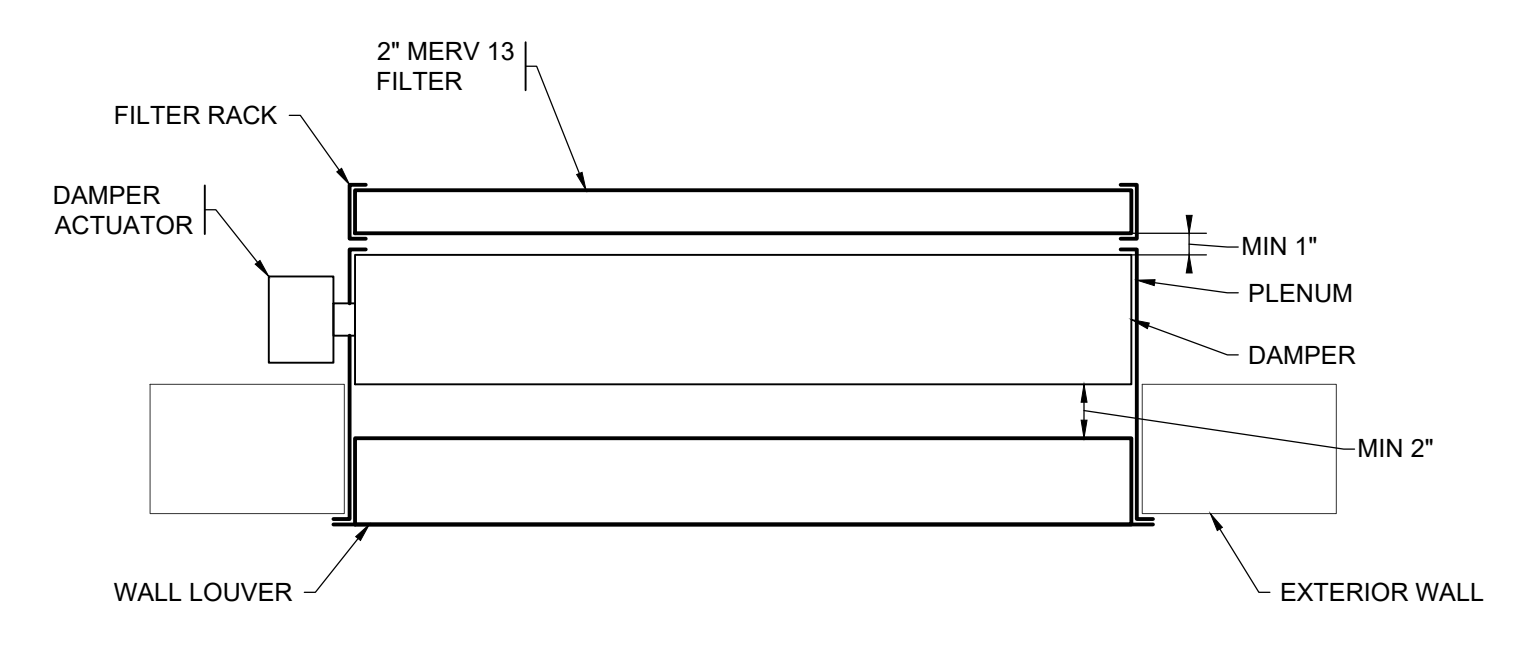 2" MERV 13
FILTER
FILTER RACK
DAMPER
ACTUATOR
MIN 1"
PLENUM
DAMPER
MIN 2"
WALL LOUVER
EXTERIOR WALL